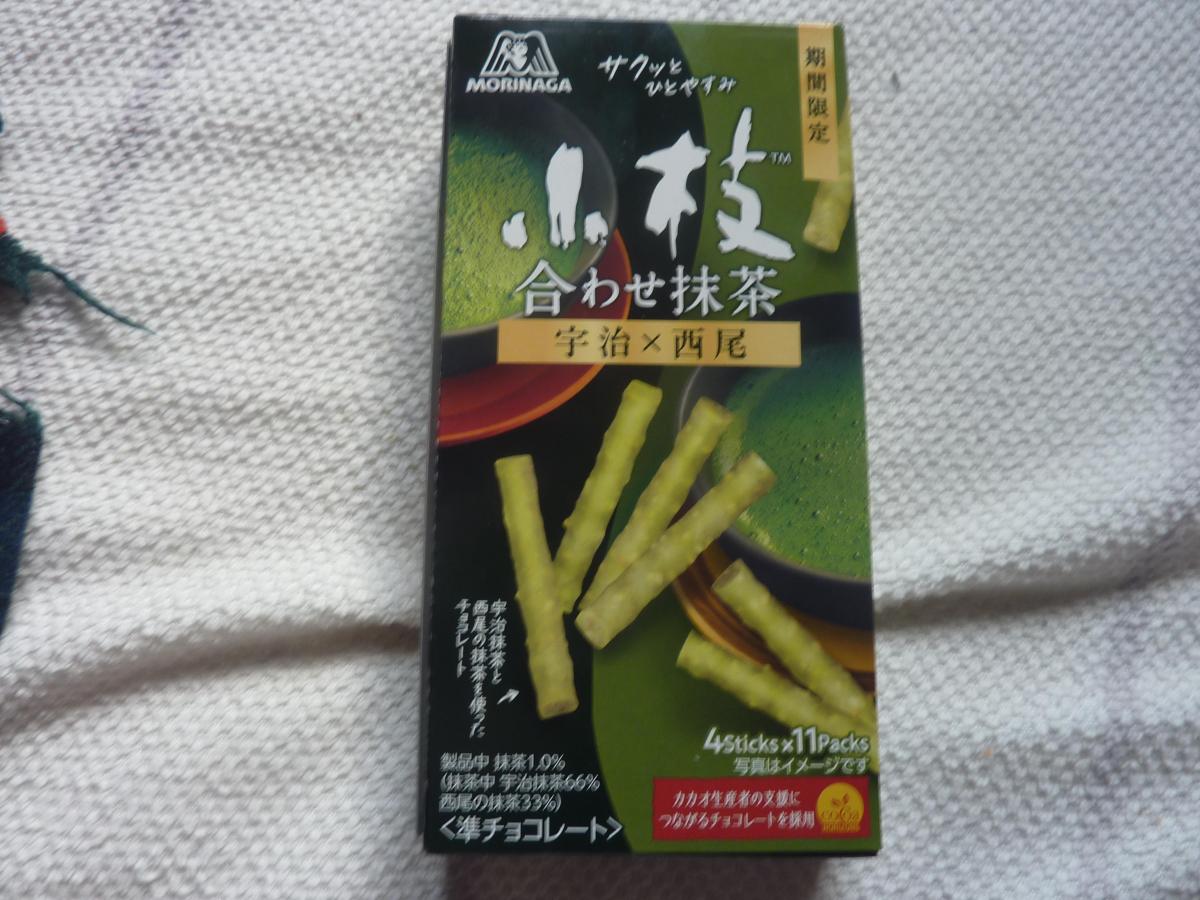 MORINAGA
サクッと
ひとやすみ
期間限定
小枝™
合わせ抹茶
宇治×西尾
宇治抹茶と
西尾の抹茶を使った
チョコレート
4Sticks×11Packs
写真はイメージです
製品中 抹茶1.0%
(抹茶中 宇治抹茶66%
西尾の抹茶33%)
<準チョコレート>
カカオ生産者の支援に
つながるチョコレートを採用
cocoa
HORIZONS